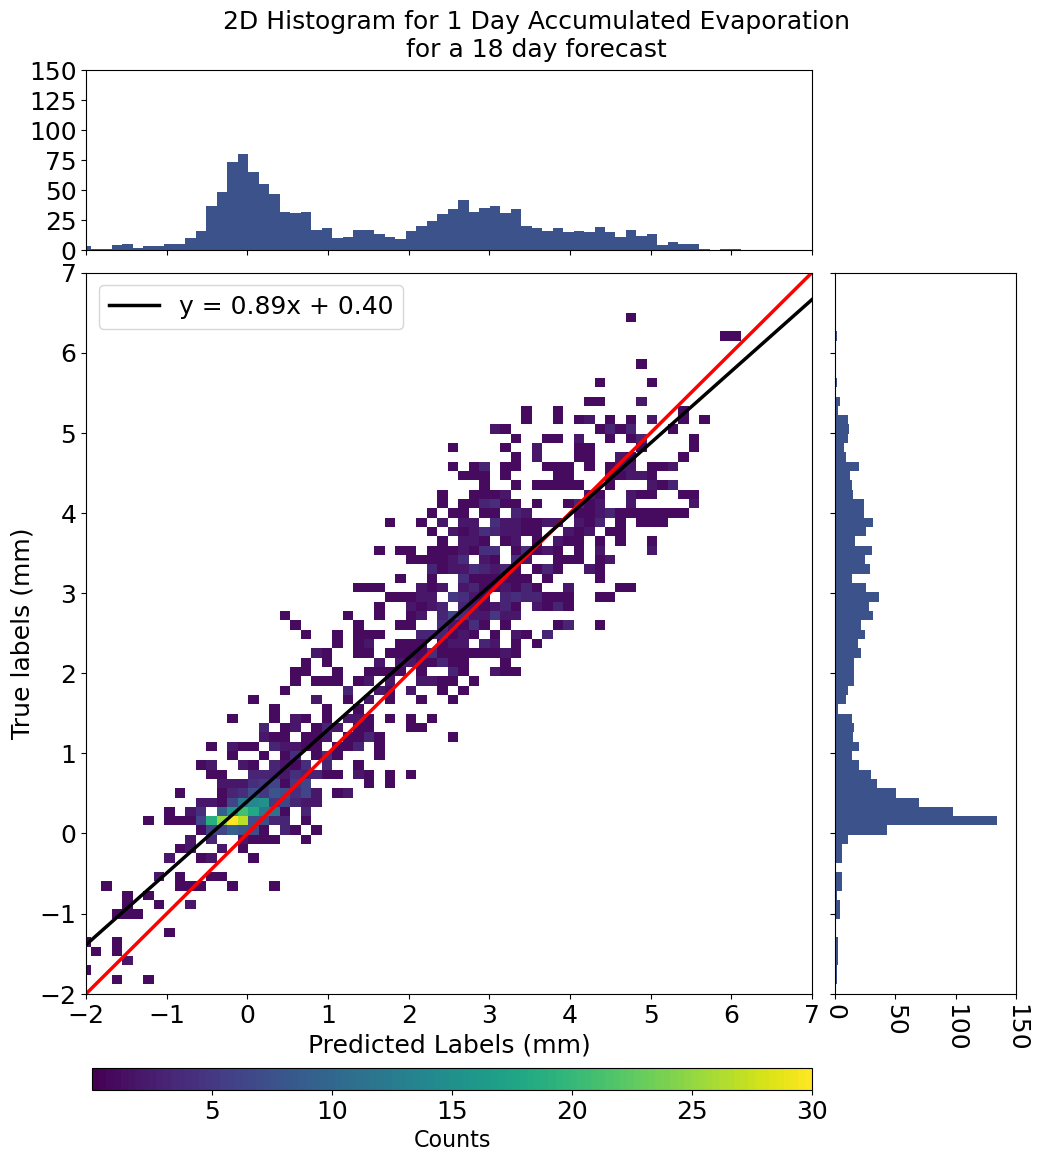 2D Histogram for 1 Day Accumulated Evaporation
for a 18 day forecast
150
125
100
75
50
25
0
7
6
5
4
3
2
1
0
−1
−2
True labels (mm)
y = 0.89x + 0.40
−2 −1 0 1 2 3 4 5 6 7
Predicted Labels (mm)
0 50 100 150
5 10 15 20 25 30
Counts